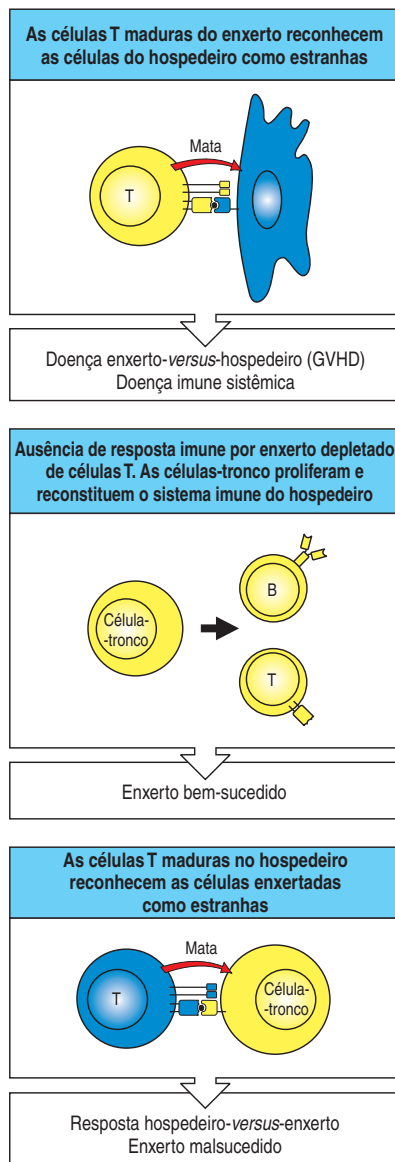 As células T maduras do enxerto reconhecem
as células do hospedeiro como estranhas
Mata
T
Doença enxerto-versus-hospedeiro (GVHD)
Doença imune sistêmica
Ausência de resposta imune por enxerto depletado
de células T. As células-tronco proliferam e
reconstituem o sistema imune do hospedeiro
Célula-
-tronco
B
T
Enxerto bem-sucedido
As células T maduras no hospedeiro
reconhecem as células enxertadas
como estranhas
Mata
T
Célula-
-tronco
Resposta hospedeiro-versus-enxerto
Enxerto malsucedido